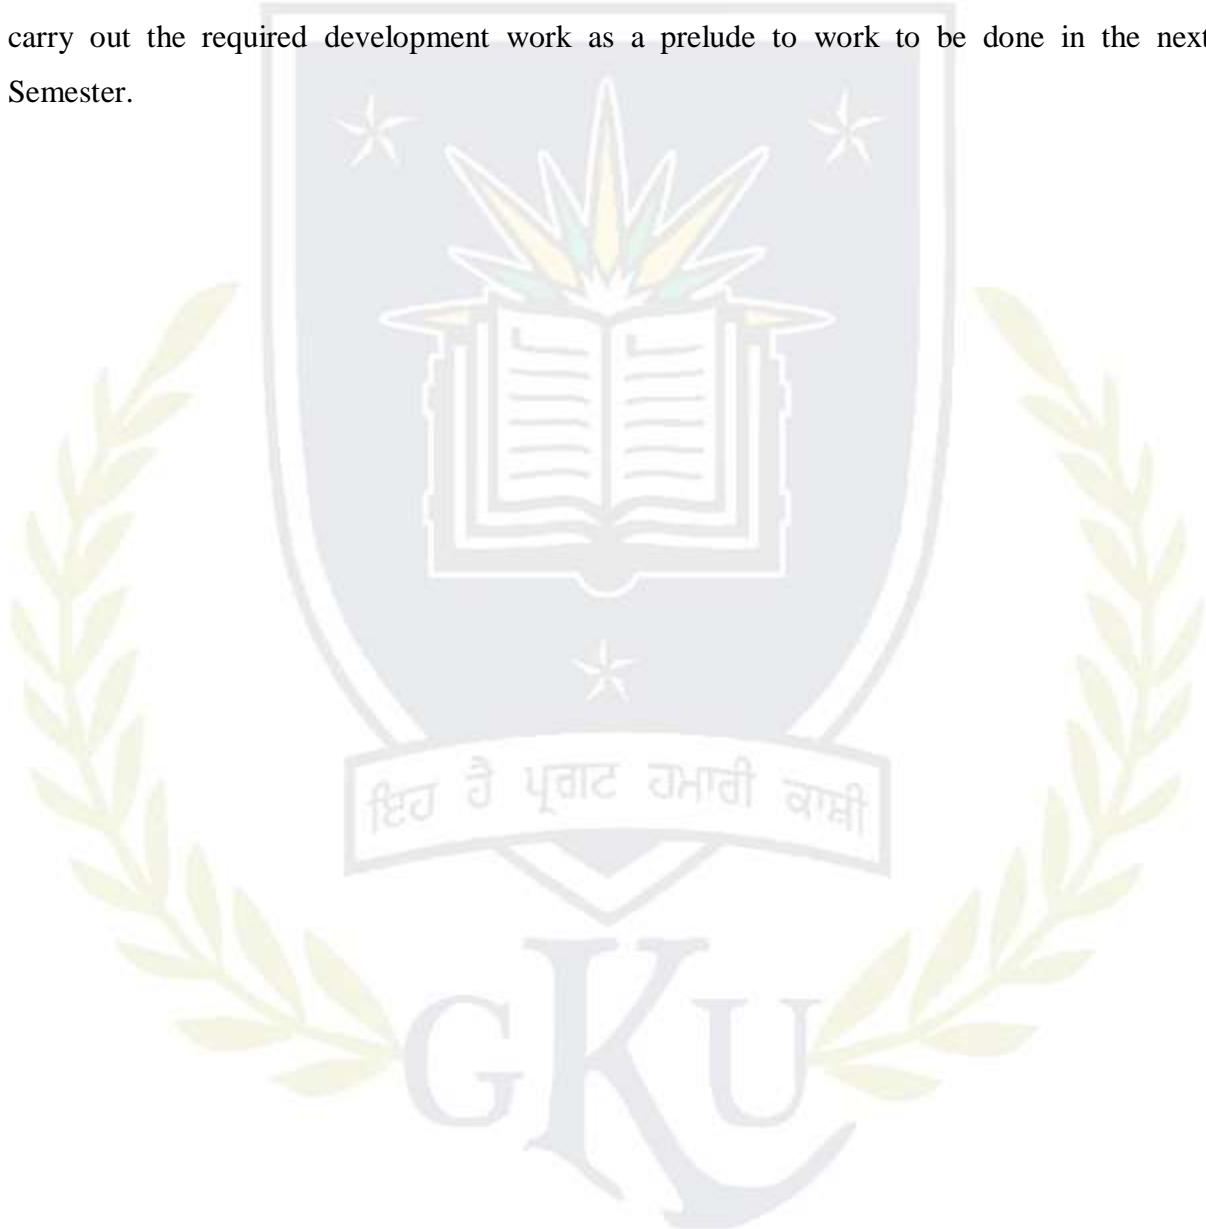 carry out the required development work as a prelude to work to be done in the next
Semester.
ਇਹ ਹੈ ਪ੍ਰਗਟ ਹਮਾਰੀ ਕਾਸ਼ੀ
GKU